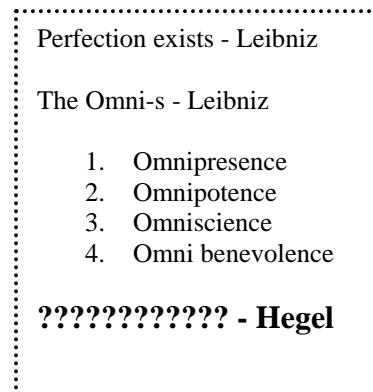 Perfection exists - Leibniz
The Omni-s - Leibniz
1. Omnipresence
2. Omnipotence
3. Omniscience
4. Omni benevolence
???????????? - Hegel